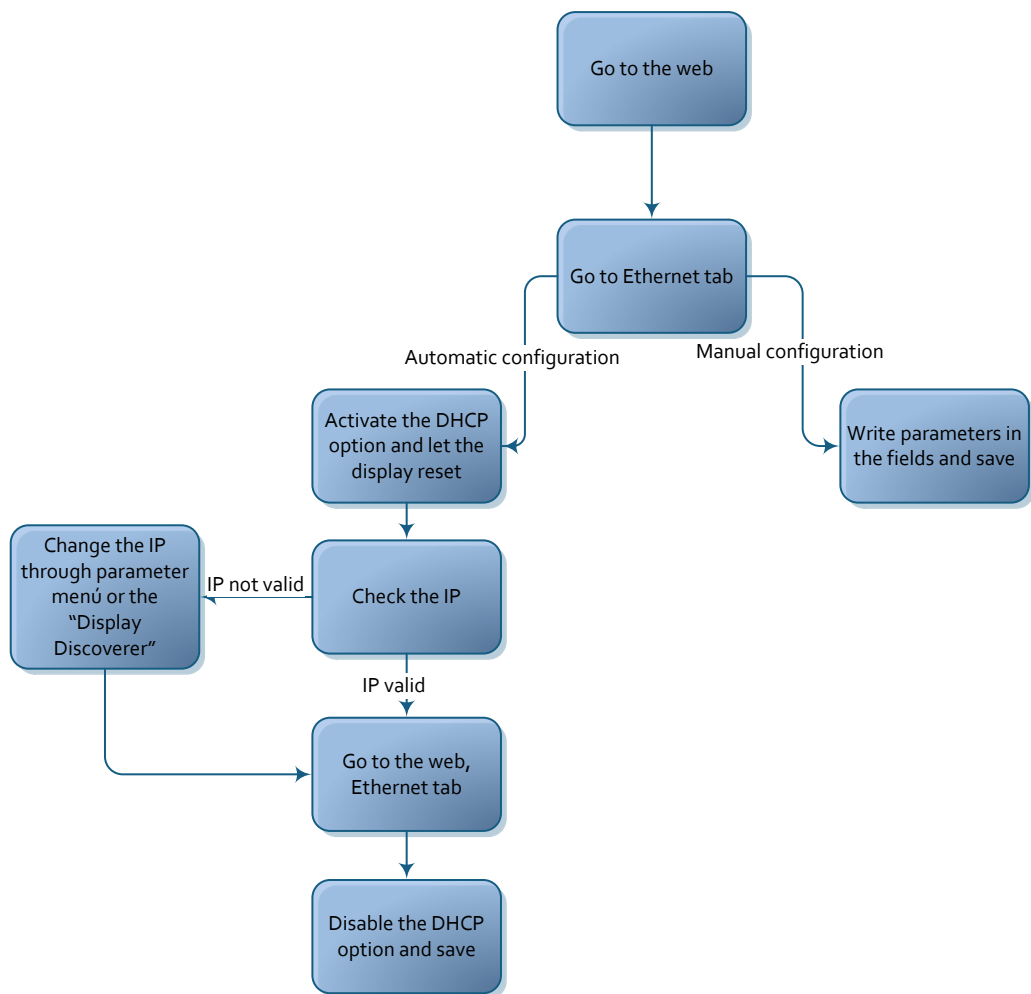 Go to the web
Go to Ethernet tab
Automatic configuration
Manual configuration
Activate the DHCP
option and let the
display reset
Write parameters in
the fields and save
Change the IP
through parameter
menú or the
“Display
Discoverer”
IP not valid
Check the IP
IP valid
Go to the web,
Ethernet tab
Disable the DHCP
option and save